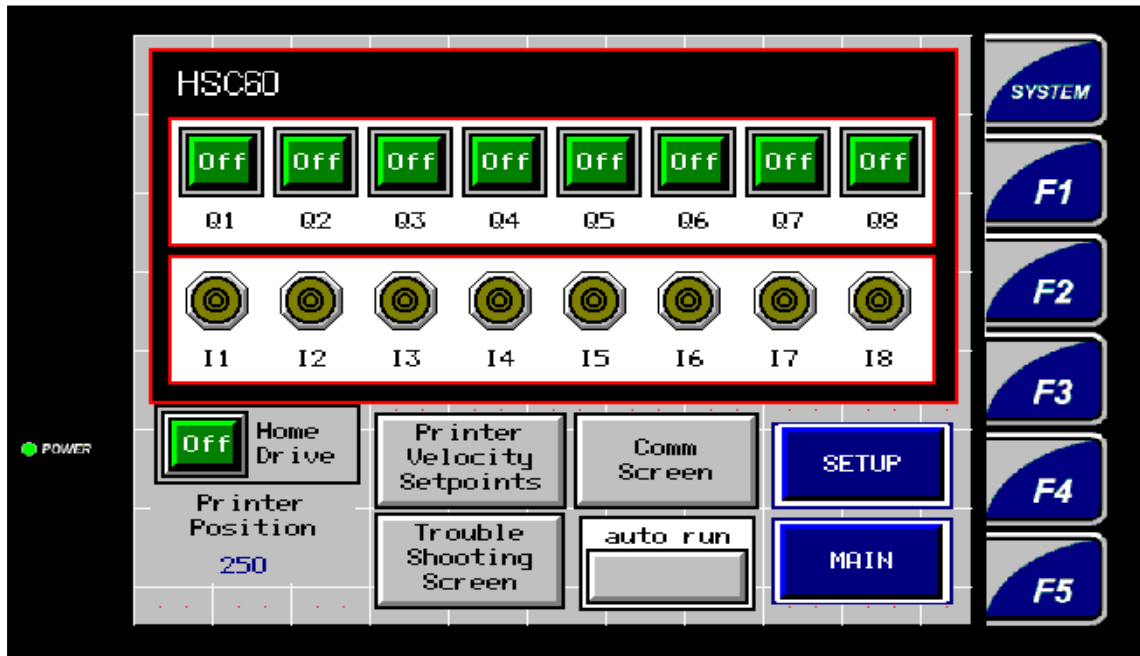 HSC60
SYSTEM
Off Off Off Off Off Off Off Off
Q1 Q2 Q3 Q4 Q5 Q6 Q7 Q8
F1
I1 I2 I3 I4 I5 I6 I7 I8
F2
F3
POWER
Off
Home
Drive
Printer
Position
250
Printer
Velocity
Setpoints
Comm
Screen
SETUP
F4
Trouble
Shooting
Screen
auto run
MAIN
F5